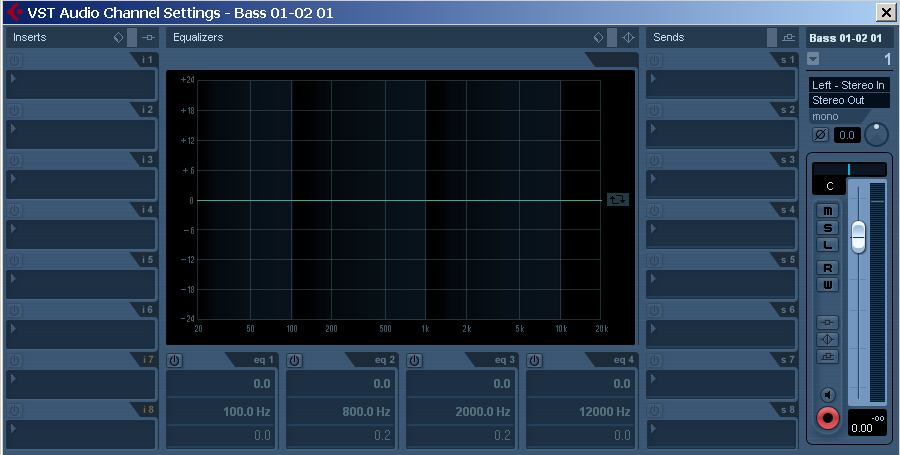 VST Audio Channel Settings - Bass 01-02 01
Inserts
i 1
i 2
i 3
i 4
i 5
i 6
i 7
i 8
Equalizers
+24
+18
+12
+6
0
-6
-12
-18
-24
20 50 100 200 500 1k 2k 5k 10k 20k
eq 1 eq 2 eq 3 eq 4
0.0 0.0 0.0 0.0
100.0 Hz 800.0 Hz 2000.0 Hz 12000 Hz
0.0 0.2 0.2 0.0
Sends
s 1
s 2
s 3
s 4
s 5
s 6
s 7
s 8
Bass 01-02 01
1
Left - Stereo In
Stereo Out
mono
0.0
C
M
S
L
R
W
-oo
0.00